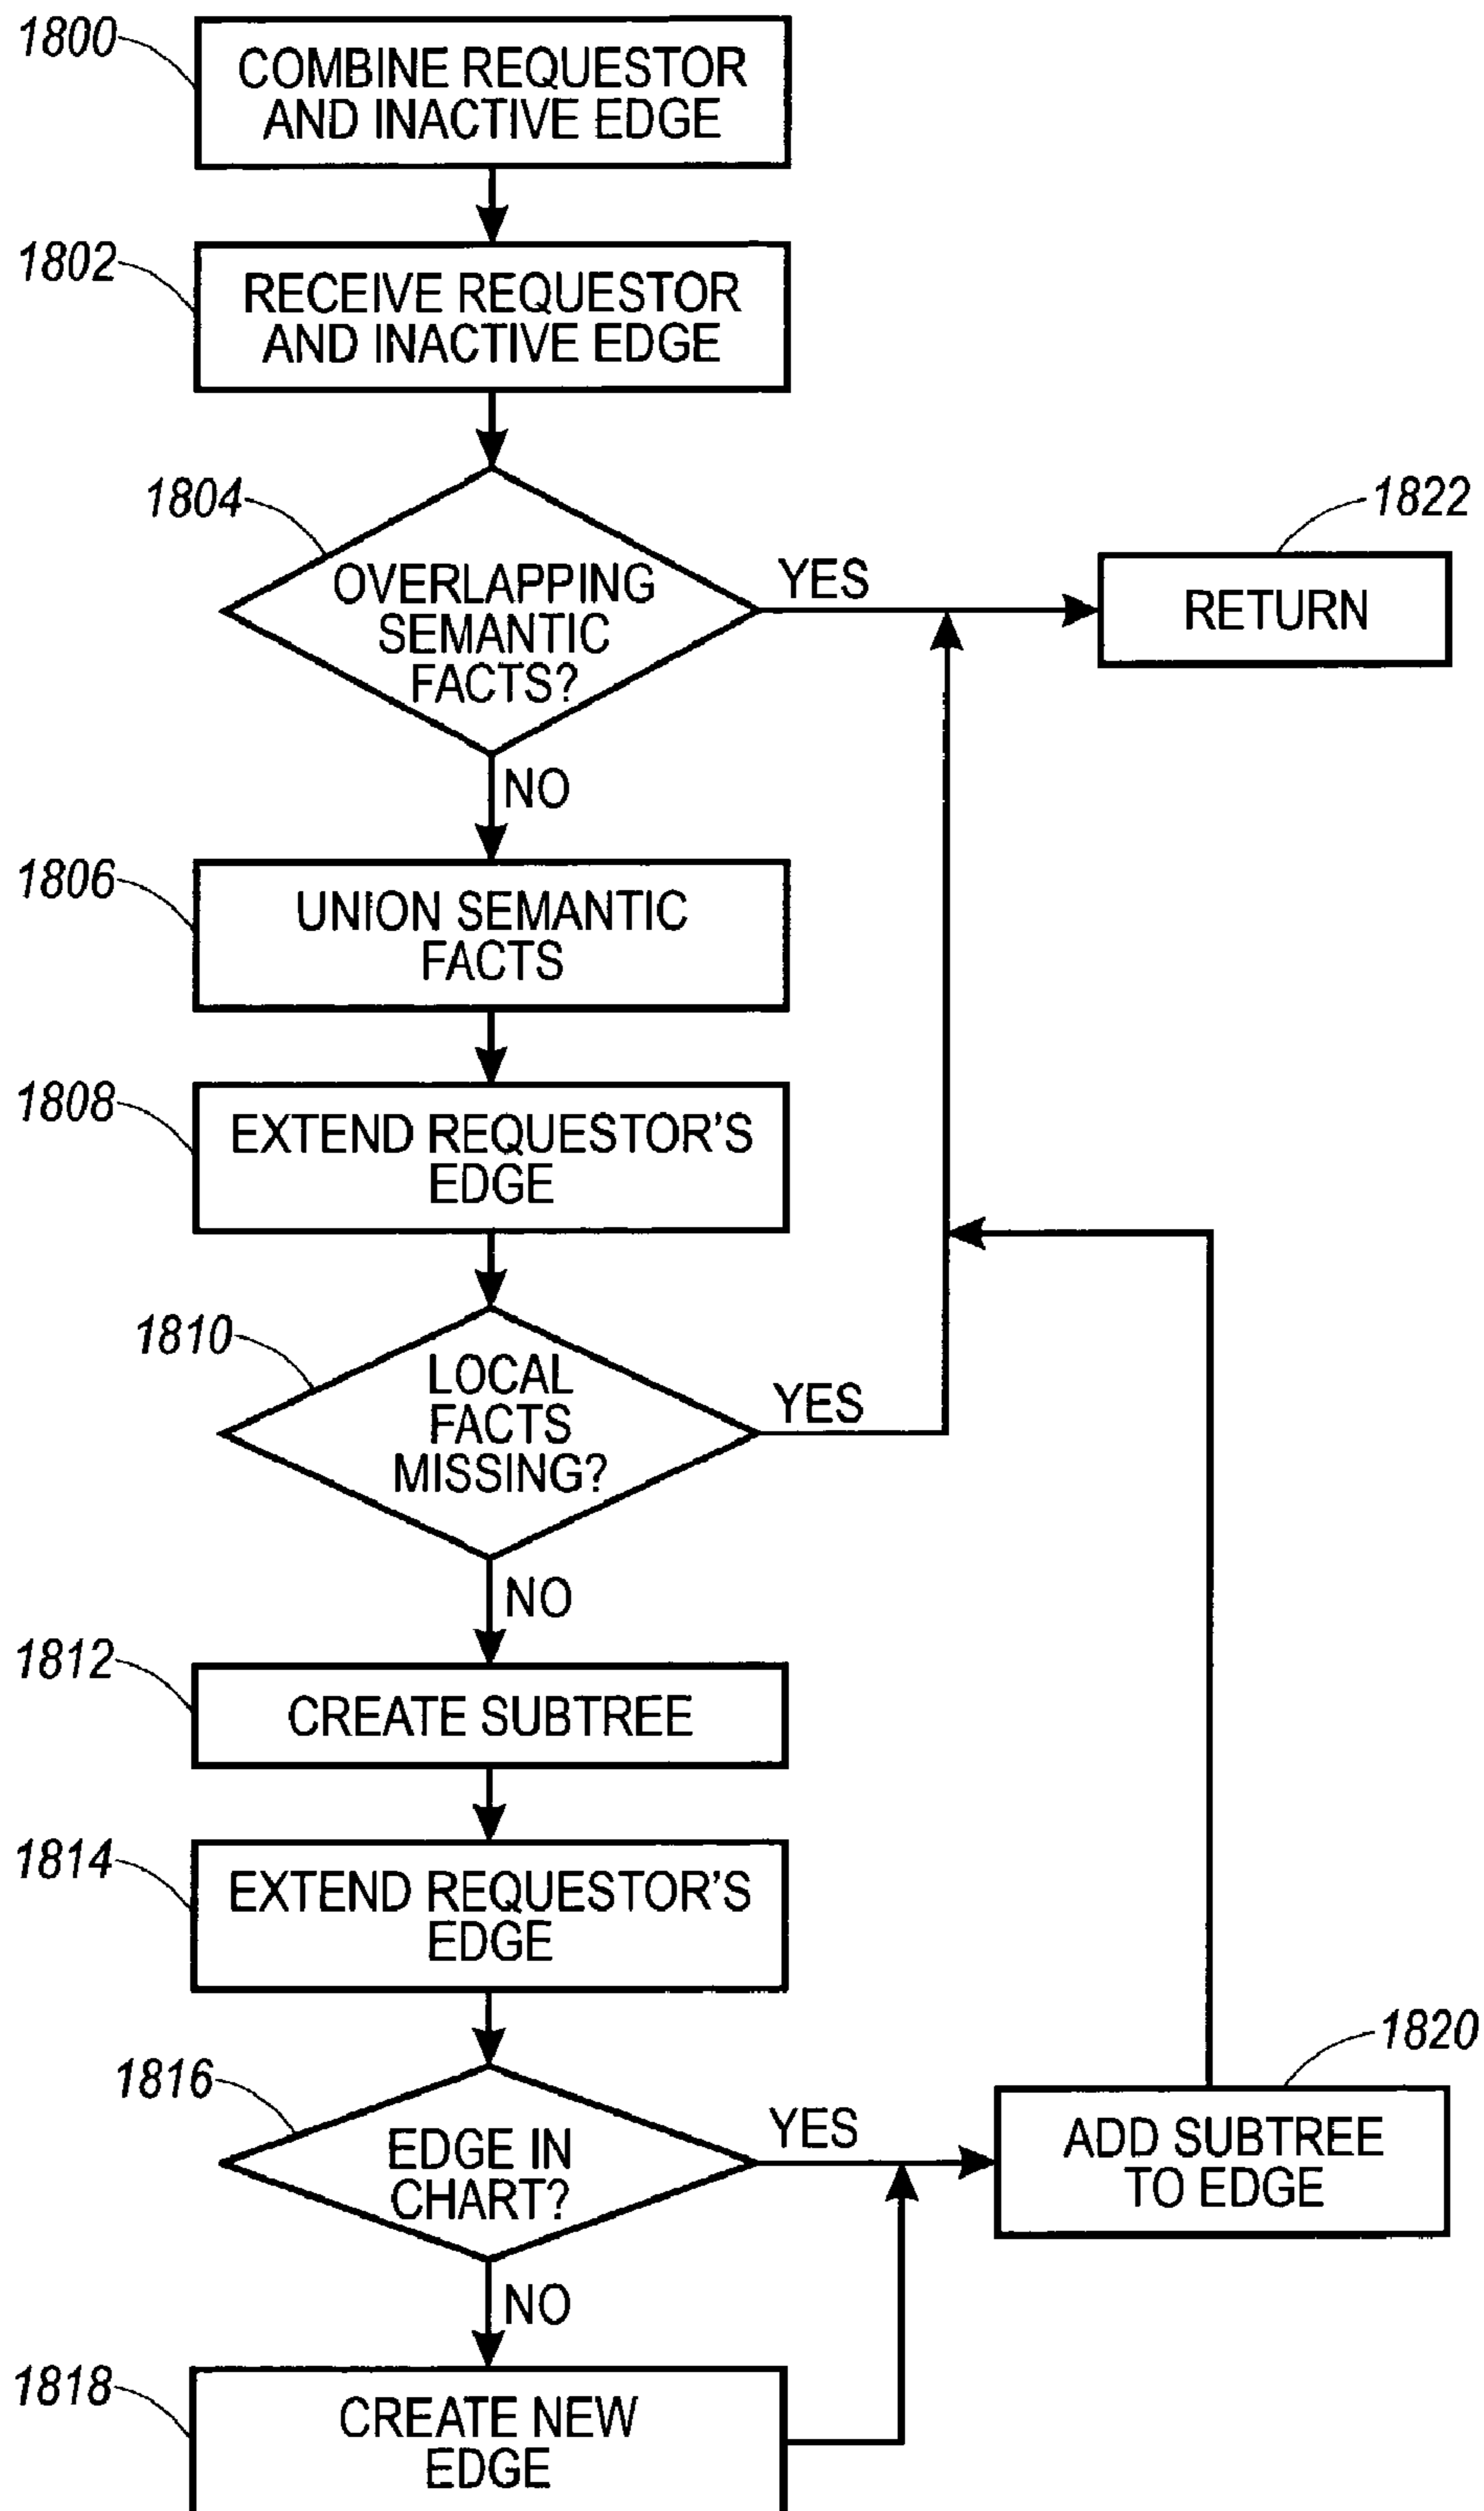 1800
COMBINE REQUESTOR
AND INACTIVE EDGE
1802
RECEIVE REQUESTOR
AND INACTIVE EDGE
1804
OVERLAPPING
SEMANTIC
FACTS?
YES
1822
RETURN
NO
1806
UNION SEMANTIC
FACTS
1808
EXTEND REQUESTOR'S
EDGE
1810
LOCAL
FACTS
MISSING?
YES
NO
1812
CREATE SUBTREE
1814
EXTEND REQUESTOR'S
EDGE
1816
EDGE IN
CHART?
YES
1820
ADD SUBTREE
TO EDGE
NO
1818
CREATE NEW
EDGE